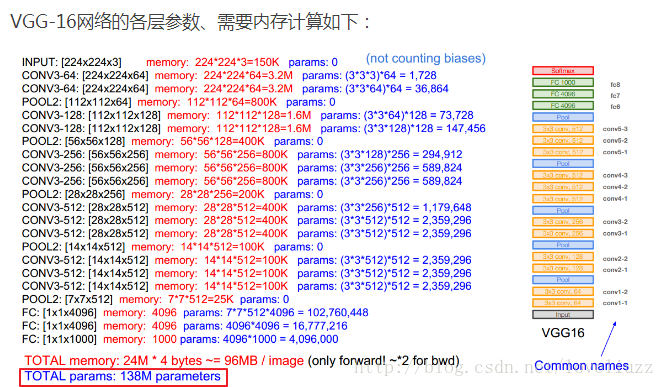 VGG-16网络的各层参数、需要内存计算如下：
(not counting biases)
INPUT: [224x224x3] memory: 224*224*3=150K params: 0
CONV3-64: [224x224x64] memory: 224*224*64=3.2M params: (3*3*3)*64 = 1,728
CONV3-64: [224x224x64] memory: 224*224*64=3.2M params: (3*3*64)*64 = 36,864
POOL2: [112x112x64] memory: 112*112*64=800K params: 0
CONV3-128: [112x112x128] memory: 112*112*128=1.6M params: (3*3*64)*128 = 73,728
CONV3-128: [112x112x128] memory: 112*112*128=1.6M params: (3*3*128)*128 = 147,456
POOL2: [56x56x128] memory: 56*56*128=400K params: 0
CONV3-256: [56x56x256] memory: 56*56*256=800K params: (3*3*128)*256 = 294,912
CONV3-256: [56x56x256] memory: 56*56*256=800K params: (3*3*256)*256 = 589,824
CONV3-256: [56x56x256] memory: 56*56*256=800K params: (3*3*256)*256 = 589,824
POOL2: [28x28x256] memory: 28*28*256=200K params: 0
CONV3-512: [28x28x512] memory: 28*28*512=400K params: (3*3*256)*512 = 1,179,648
CONV3-512: [28x28x512] memory: 28*28*512=400K params: (3*3*512)*512 = 2,359,296
CONV3-512: [28x28x512] memory: 28*28*512=400K params: (3*3*512)*512 = 2,359,296
POOL2: [14x14x512] memory: 14*14*512=100K params: 0
CONV3-512: [14x14x512] memory: 14*14*512=100K params: (3*3*512)*512 = 2,359,296
CONV3-512: [14x14x512] memory: 14*14*512=100K params: (3*3*512)*512 = 2,359,296
CONV3-512: [14x14x512] memory: 14*14*512=100K params: (3*3*512)*512 = 2,359,296
POOL2: [7x7x512] memory: 7*7*512=25K params: 0
FC: [1x1x4096] memory: 4096 params: 7*7*512*4096 = 102,760,448
FC: [1x1x4096] memory: 4096 params: 4096*4096 = 16,777,216
FC: [1x1x1000] memory: 4096 params: 4096*1000 = 4,096,000
TOTAL memory: 24M * 4 bytes ~= 96MB / image (only forward! ~*2 for bwd)
TOTAL params: 138M parameters
Softmax
FC 1000 fc8
FC 4096 fc7
FC 4096 fc6
Pool
3x3 conv, 512 conv5-3
3x3 conv, 512 conv5-2
3x3 conv, 512 conv5-1
Pool
3x3 conv, 512 conv4-3
3x3 conv, 512 conv4-2
3x3 conv, 512 conv4-1
Pool
3x3 conv, 256 conv3-2
3x3 conv, 256 conv3-1
Pool
3x3 conv, 128 conv2-2
3x3 conv, 128 conv2-1
Pool
3x3 conv, 64 conv1-2
3x3 conv, 64 conv1-1
Input
VGG16
Common names